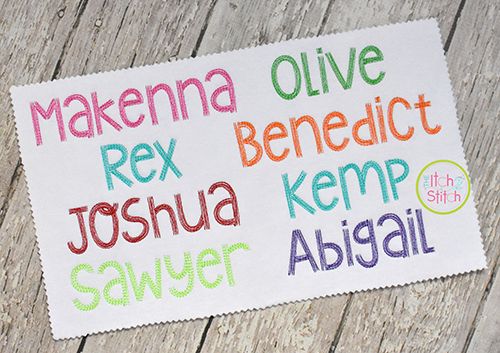 Makenna
Olive
Rex
Benedict
Joshua
Kemp
Sawyer
Abigail
THE
Itch 2
Stitch